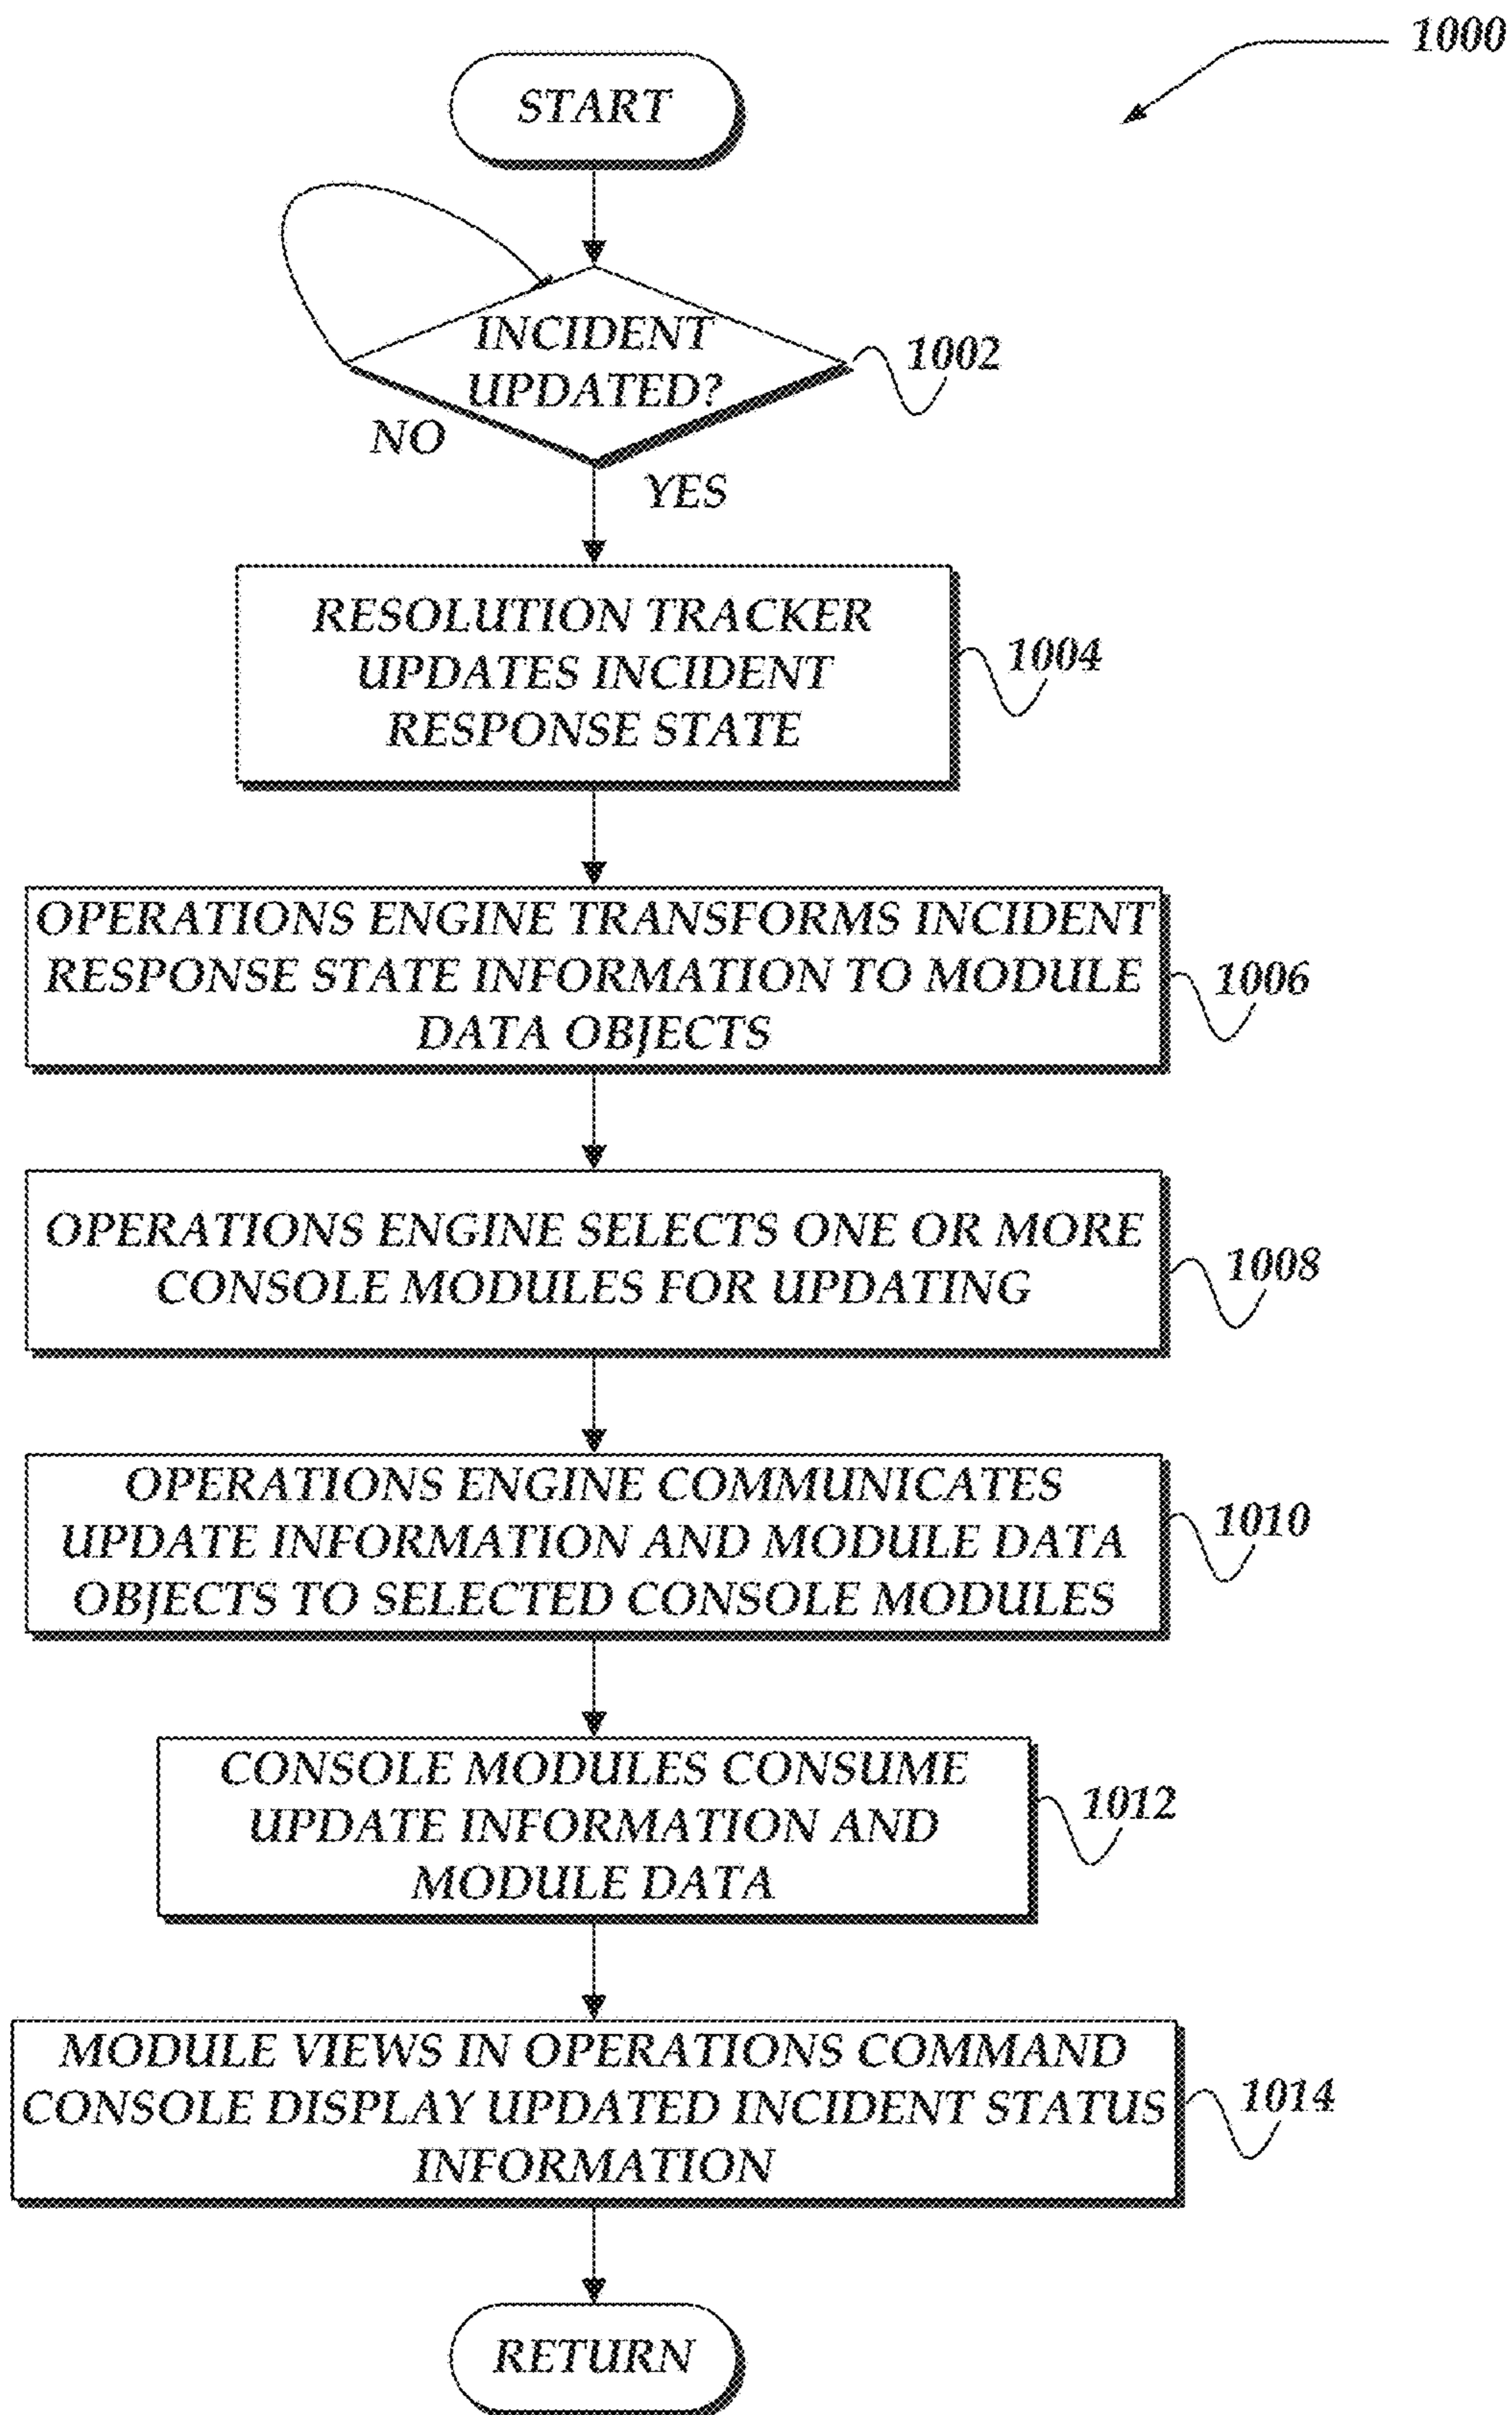 1000
START
INCIDENT
UPDATED?
1002
NO
YES
RESOLUTION TRACKER
UPDATES INCIDENT
RESPONSE STATE
1004
OPERATIONS ENGINE TRANSFORMS INCIDENT
RESPONSE STATE INFORMATION TO MODULE
DATA OBJECTS
1006
OPERATIONS ENGINE SELECTS ONE OR MORE
CONSOLE MODULES FOR UPDATING
1008
OPERATIONS ENGINE COMMUNICATES
UPDATE INFORMATION AND MODULE DATA
OBJECTS TO SELECTED CONSOLE MODULES
1010
CONSOLE MODULES CONSUME
UPDATE INFORMATION AND
MODULE DATA
1012
MODULE VIEWS IN OPERATIONS COMMAND
CONSOLE DISPLAY UPDATED INCIDENT STATUS
INFORMATION
1014
RETURN